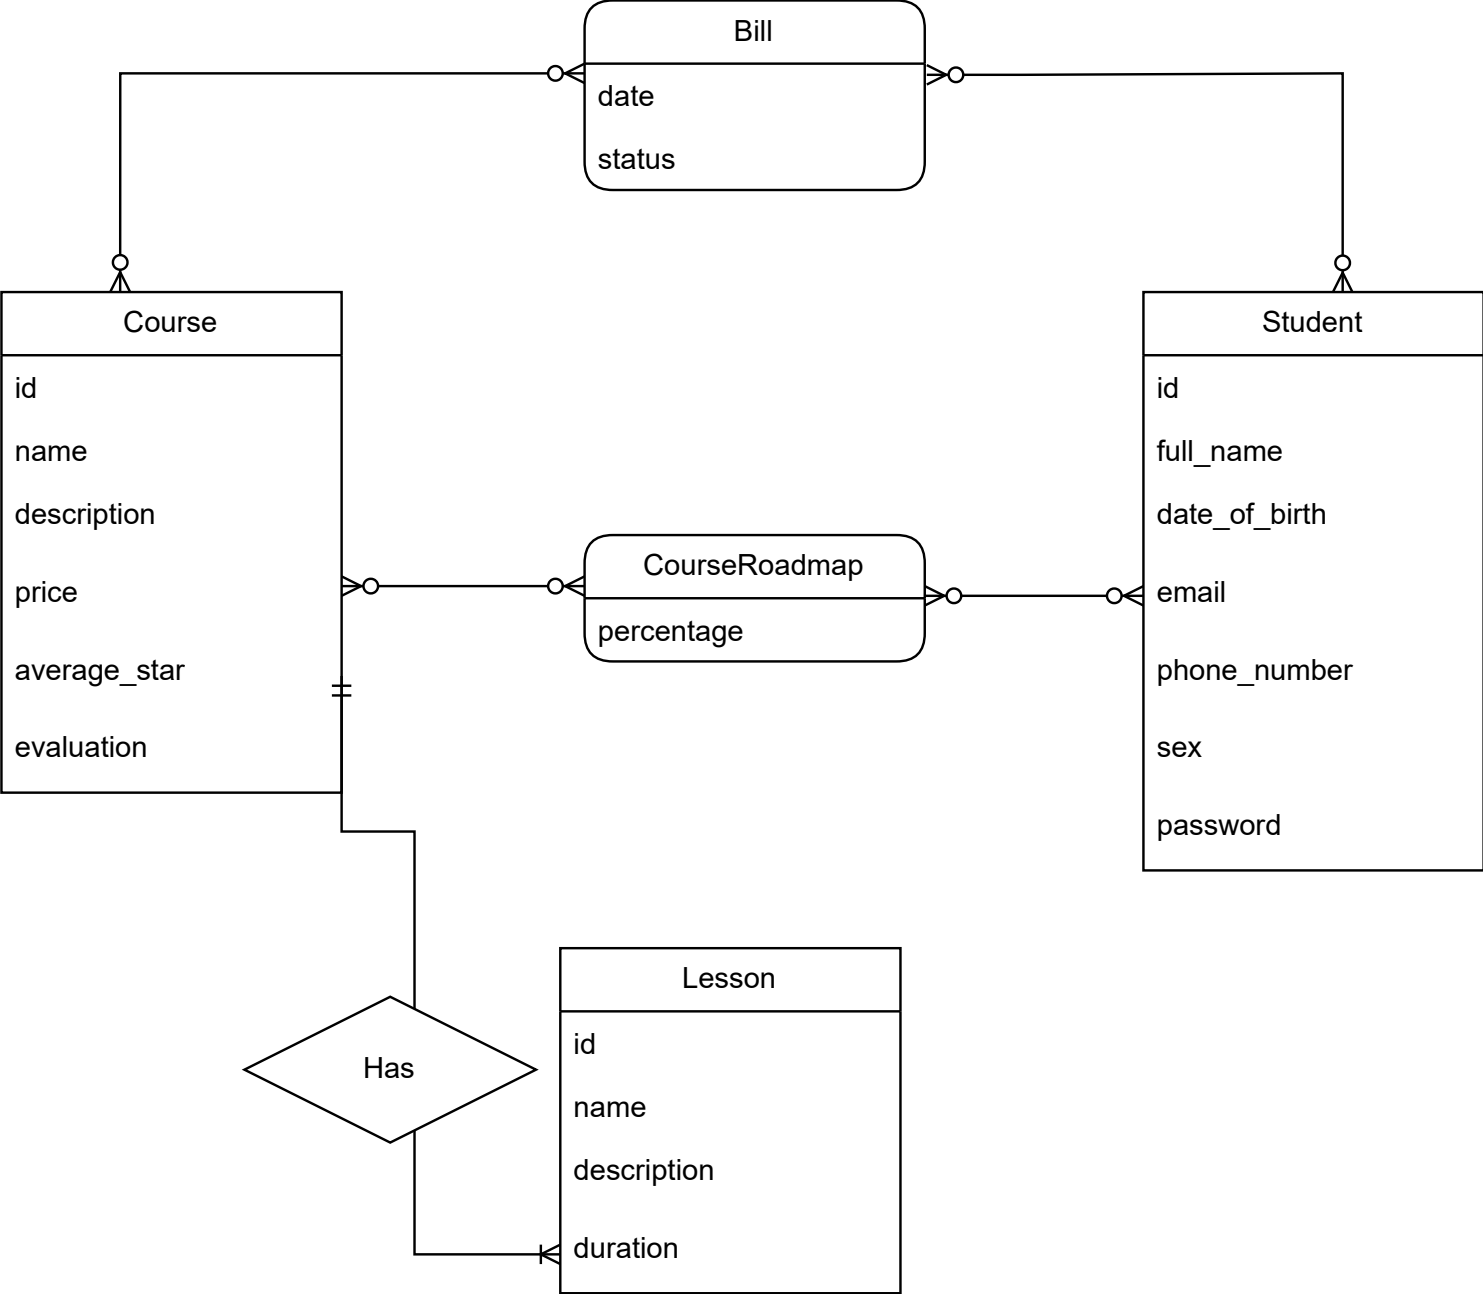 Bill
date
status
Course
id
name
description
price
average_star
evaluation
Student
id
full_name
date_of_birth
email
phone_number
sex
password
CourseRoadmap
percentage
Has
Lesson
id
name
description
duration